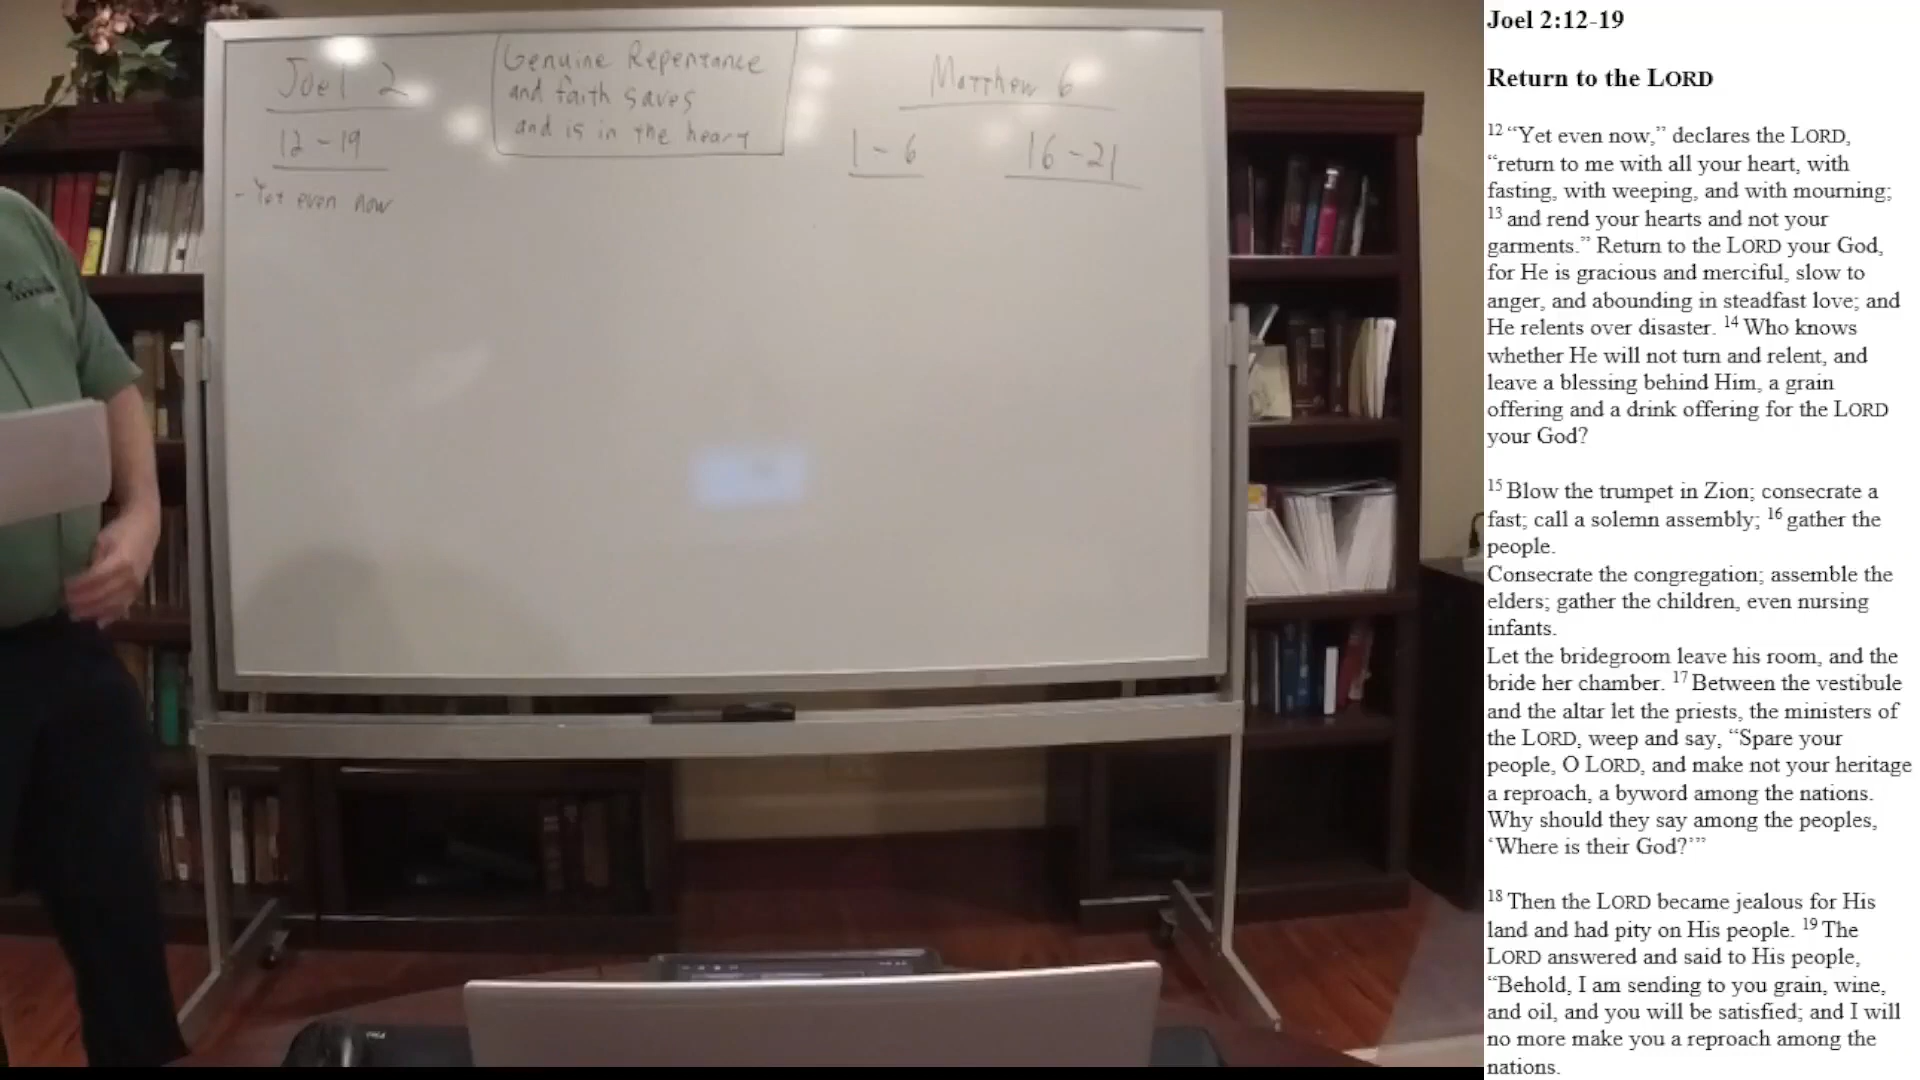 Joel 2
12-19
- Yet even now
Genuine Repentance
and faith saves
and is in the heart
Matthew 6
1-6
16-21
Joel 2:12-19
Return to the LORD
12 “Yet even now,” declares the LORD,
“return to me with all your heart, with
fasting, with weeping, and with mourning;
13 and rend your hearts and not your
garments.” Return to the LORD your God,
for He is gracious and merciful, slow to
anger, and abounding in steadfast love; and
He relents over disaster. 14 Who knows
whether He will not turn and relent, and
leave a blessing behind Him, a grain
offering and a drink offering for the LORD
your God?
15 Blow the trumpet in Zion; consecrate a
fast; call a solemn assembly; 16 gather the
people.
Consecrate the congregation; assemble the
elders; gather the children, even nursing
infants.
Let the bridegroom leave his room, and the
bride her chamber. 17 Between the vestibule
and the altar let the priests, the ministers of
the LORD, weep and say, “Spare your
people, O LORD, and make not your heritage
a reproach, a byword among the nations.
Why should they say among the peoples,
‘Where is their God?’”
18 Then the LORD became jealous for His
land and had pity on His people. 19 The
LORD answered and said to His people,
“Behold, I am sending to you grain, wine,
and oil, and you will be satisfied; and I will
no more make you a reproach among the
nations.